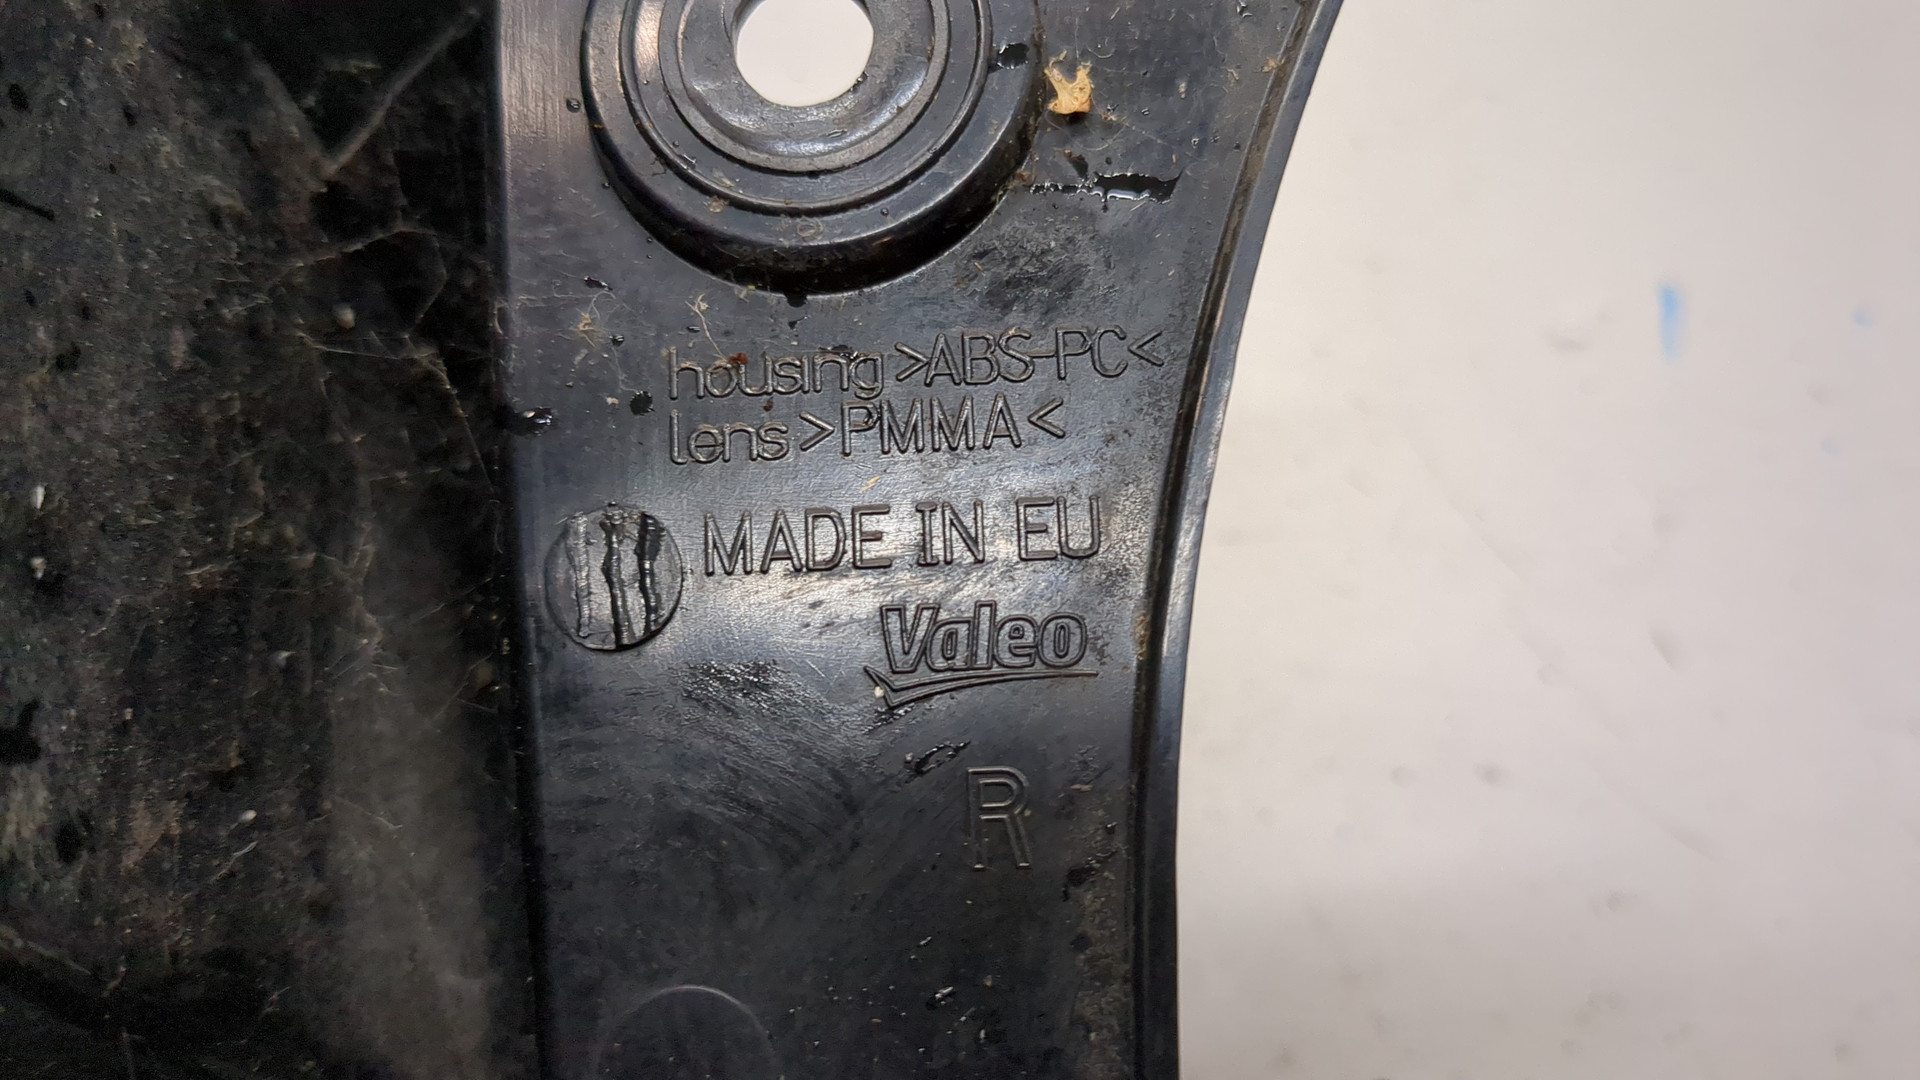 housing >ABS-PC<
lens >PMMA<
MADE IN EU
Valeo
R